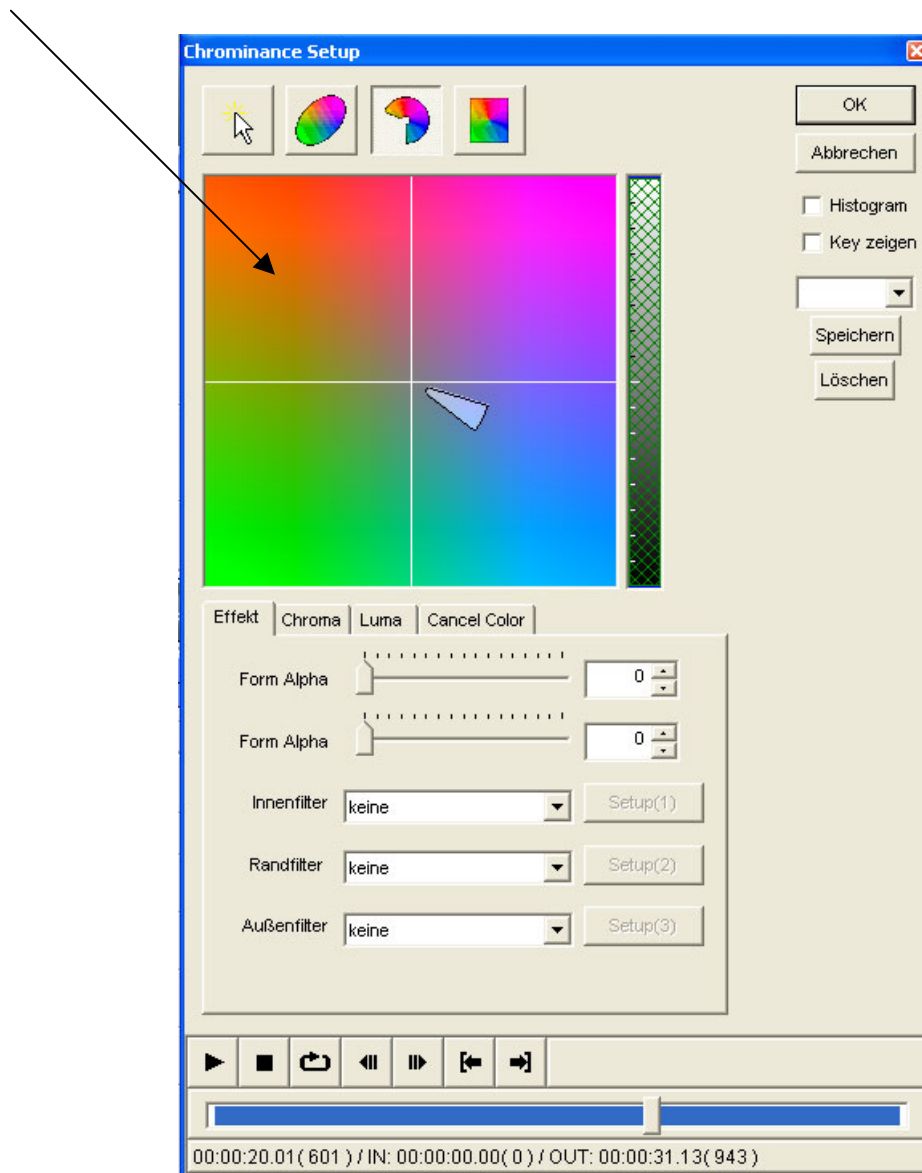 Chrominance Setup
OK
Abbrechen
Histogram
Key zeigen
Speichern
Löschen
Effekt Chroma Luma Cancel Color
Form Alpha 0
Form Alpha 0
Innenfilter keine Setup(1)
Randfilter keine Setup(2)
Außenfilter keine Setup(3)
00:00:20.01 ( 601 ) / IN: 00:00:00.00 ( 0 ) / OUT: 00:00:31.13 ( 943 )